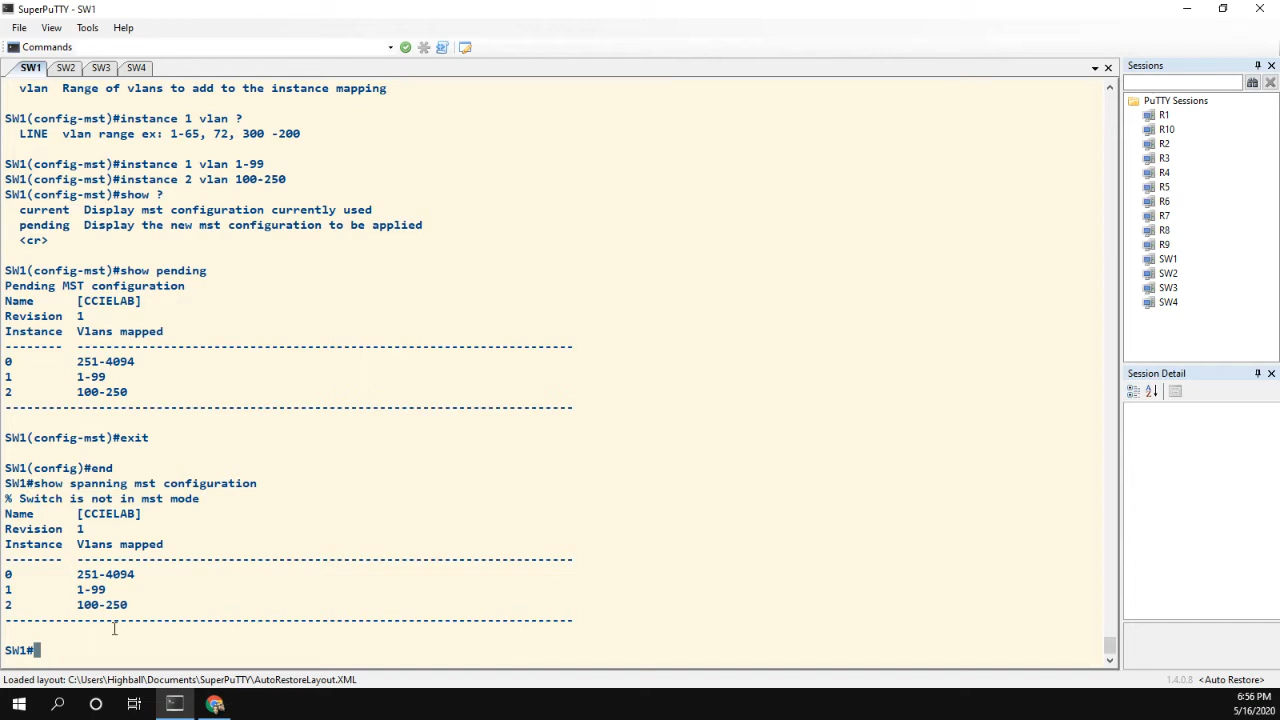 SuperPuTTY - SW1
File View Tools Help
Commands
SW1 SW2 SW3 SW4
vlan  Range of vlans to add to the instance mapping
SW1(config-mst)#instance 1 vlan ?
LINE  vlan range ex: 1-65, 72, 300 -200
SW1(config-mst)#instance 1 vlan 1-99
SW1(config-mst)#instance 2 vlan 100-250
SW1(config-mst)#show ?
current  Display mst configuration currently used
pending  Display the new mst configuration to be applied
<cr>
SW1(config-mst)#show pending
Pending MST configuration
Name      [CCIELAB]
Revision  1
Instance  Vlans mapped
--------  ---------------------------------------------------------------------
0         251-4094
1         1-99
2         100-250
-------------------------------------------------------------------------------
SW1(config-mst)#exit
SW1(config)#end
SW1#show spanning mst configuration
% Switch is not in mst mode
Name      [CCIELAB]
Revision  1
Instance  Vlans mapped
--------  ---------------------------------------------------------------------
0         251-4094
1         1-99
2         100-250
-------------------------------------------------------------------------------
SW1#
Sessions
PuTTY Sessions
R1
R10
R2
R3
R4
R5
R6
R7
R8
R9
SW1
SW2
SW3
SW4
Session Detail
Loaded layout: C:\Users\Highball\Documents\SuperPuTTY\AutoRestoreLayout.XML
1.4.0.8 <Auto Restore>
6:56 PM
5/16/2020